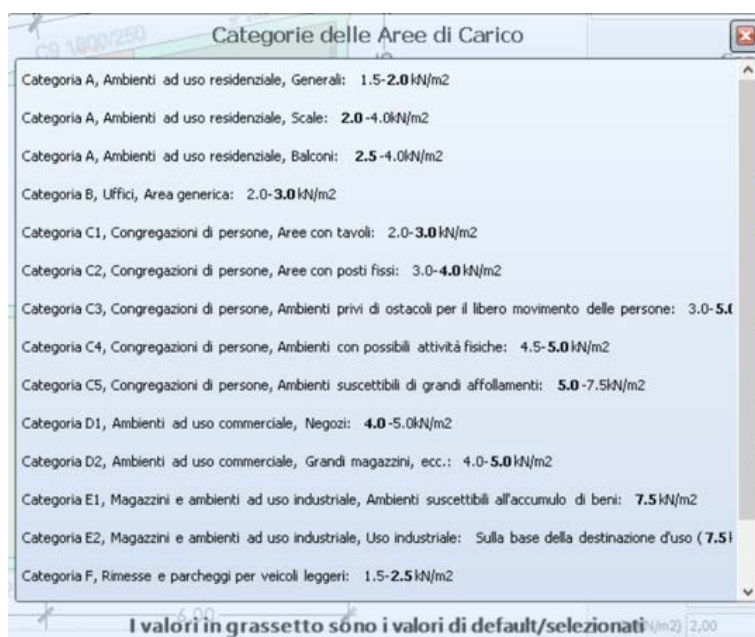 C9 1800/250
Categorie delle Aree di Carico
Categoria A, Ambienti ad uso residenziale, Generali: 1.5-2.0 kN/m2
Categoria A, Ambienti ad uso residenziale, Scale: 2.0 -4.0kN/m2
Categoria A, Ambienti ad uso residenziale, Balconi: 2.5 -4.0kN/m2
Categoria B, Uffici, Area generica: 2.0-3.0 kN/m2
Categoria C1, Congregazioni di persone, Aree con tavoli: 2.0-3.0 kN/m2
Categoria C2, Congregazioni di persone, Aree con posti fissi: 3.0-4.0 kN/m2
Categoria C3, Congregazioni di persone, Ambienti privi di ostacoli per il libero movimento delle persone: 3.0-5.0
Categoria C4, Congregazioni di persone, Ambienti con possibili attività fisiche: 4.5-5.0 kN/m2
Categoria C5, Congregazioni di persone, Ambienti suscettibili di grandi affollamenti: 5.0 -7.5kN/m2
Categoria D1, Ambienti ad uso commerciale, Negozi: 4.0 -5.0kN/m2
Categoria D2, Ambienti ad uso commerciale, Grandi magazzini, ecc.: 4.0-5.0 kN/m2
Categoria E1, Magazzini e ambienti ad uso industriale, Ambienti suscettibili all'accumulo di beni: 7.5 kN/m2
Categoria E2, Magazzini e ambienti ad uso industriale, Uso industriale: Sulla base della destinazione d'uso ( 7.5
Categoria F, Rimesse e parcheggi per veicoli leggeri: 1.5-2.5 kN/m2
6.00
I valori in grassetto sono i valori di default/selezionati
N/m2) 2,00